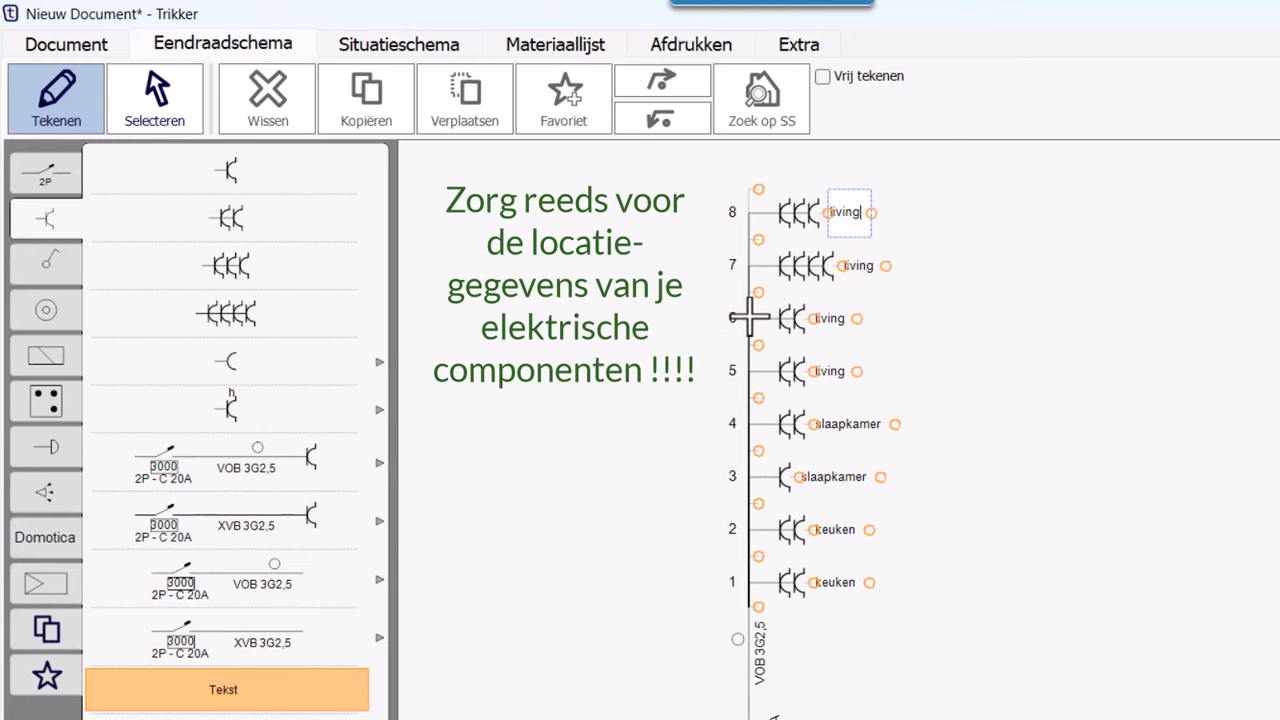 Nieuw Document* - Trikker
Document Eendraadschema Situatieschema Materiaallijst Afdrukken Extra
Tekenen Selecteren Wissen Kopiëren Verplaatsen Favoriet Zoek op SS Vrij tekenen
2P
h
3000 VOB 3G2,5
2P - C 20A
3000 XVB 3G2,5
2P - C 20A
3000 VOB 3G2,5
2P - C 20A
3000 XVB 3G2,5
2P - C 20A
Domotica
Tekst
Zorg reeds voor
de locatie-
gegevens van je
elektrische
componenten !!!!
8 living
7 living
6 living
5 living
4 slaapkamer
3 slaapkamer
2 keuken
1 keuken
VOB 3G2,5